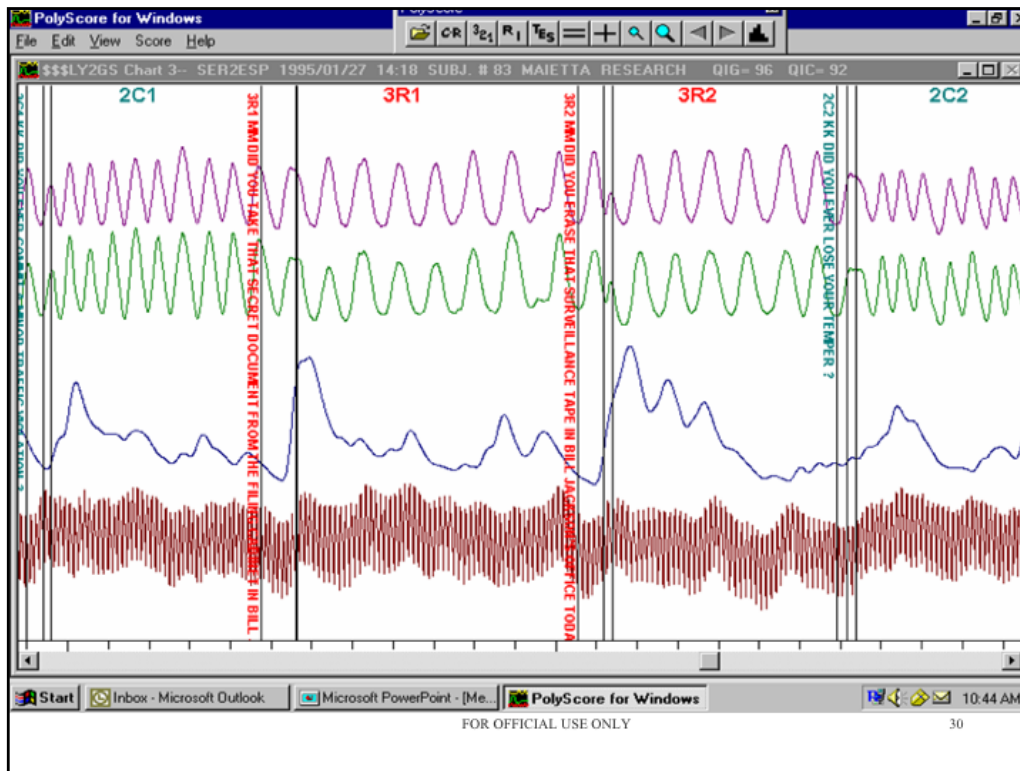 PolyScore for Windows
File Edit View Score Help
C-R 321 RI TES
$$$LY2GS Chart 3-- SER2ESP 1995/01/27 14:18 SUBJ. # 83 MAIETTA RESEARCH QIG= 96 QIC= 92
2C1 3R1 3R2 2C2
3R1 MM DID YOU TAKE THAT SECRET DOCUMENT FROM THE IN BILL
3R2 MM DID YOU ERASE THAT SURVEILLANCE TAPE IN BILL OFFICE TODA
2C2 KK DID YOU EVER LOSE YOUR TEMPER ?
Start Inbox - Microsoft Outlook Microsoft PowerPoint - [Me... PolyScore for Windows 10:44 AM
FOR OFFICIAL USE ONLY 30